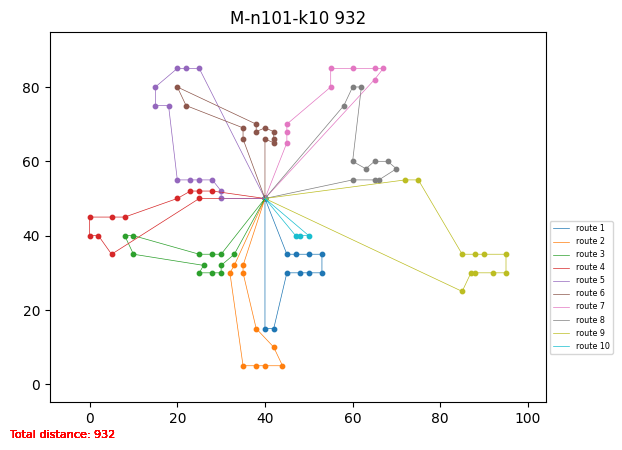 M-n101-k10 932
80
60
40
20
0
0 20 40 60 80 100
route 1
route 2
route 3
route 4
route 5
route 6
route 7
route 8
route 9
route 10
Total distance: 932